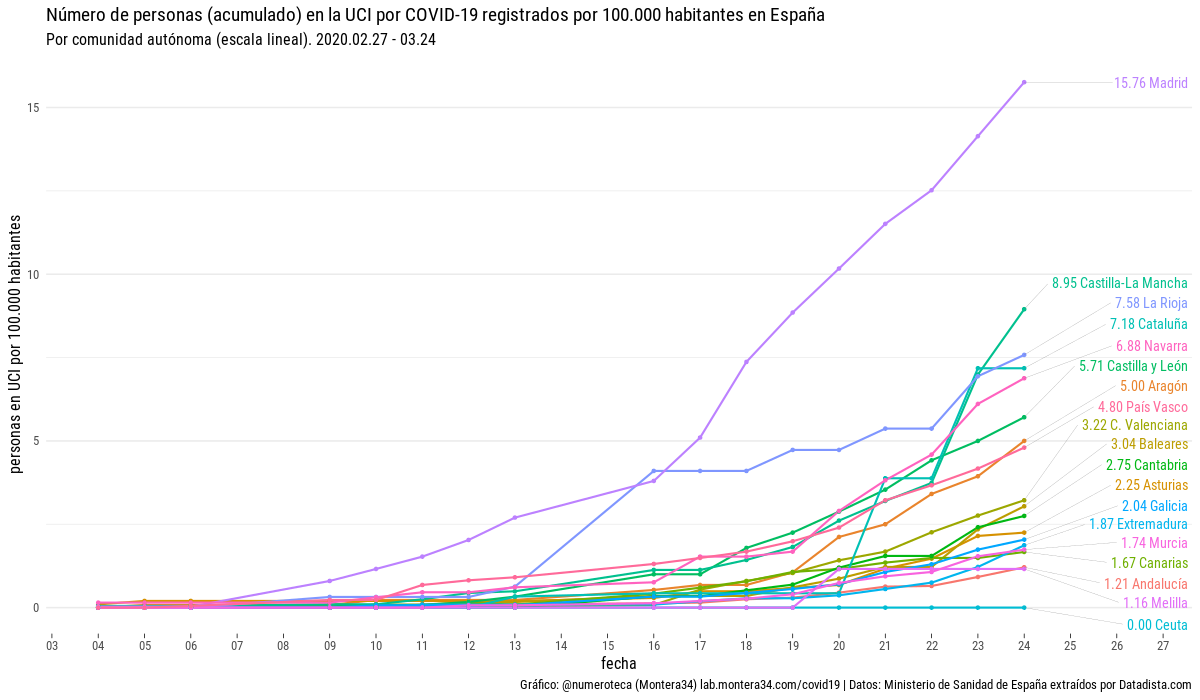 Número de personas (acumulado) en la UCI por COVID-19 registrados por 100.000 habitantes en España
Por comunidad autónoma (escala lineal). 2020.02.27 - 03.24
personas en UCI por 100.000 habitantes
15
10
5
0
15.76 Madrid
8.95 Castilla-La Mancha
7.58 La Rioja
7.18 Cataluña
6.88 Navarra
5.71 Castilla y León
5.00 Aragón
4.80 País Vasco
3.22 C. Valenciana
3.04 Baleares
2.75 Cantabria
2.25 Asturias
2.04 Galicia
1.87 Extremadura
1.74 Murcia
1.67 Canarias
1.21 Andalucía
1.16 Melilla
0.00 Ceuta
03 04 05 06 07 08 09 10 11 12 13 14 15 16 17 18 19 20 21 22 23 24 25 26 27
fecha
Gráfico: @numeroteca (Montera34) lab.montera34.com/covid19 | Datos: Ministerio de Sanidad de España extraídos por Datadista.com